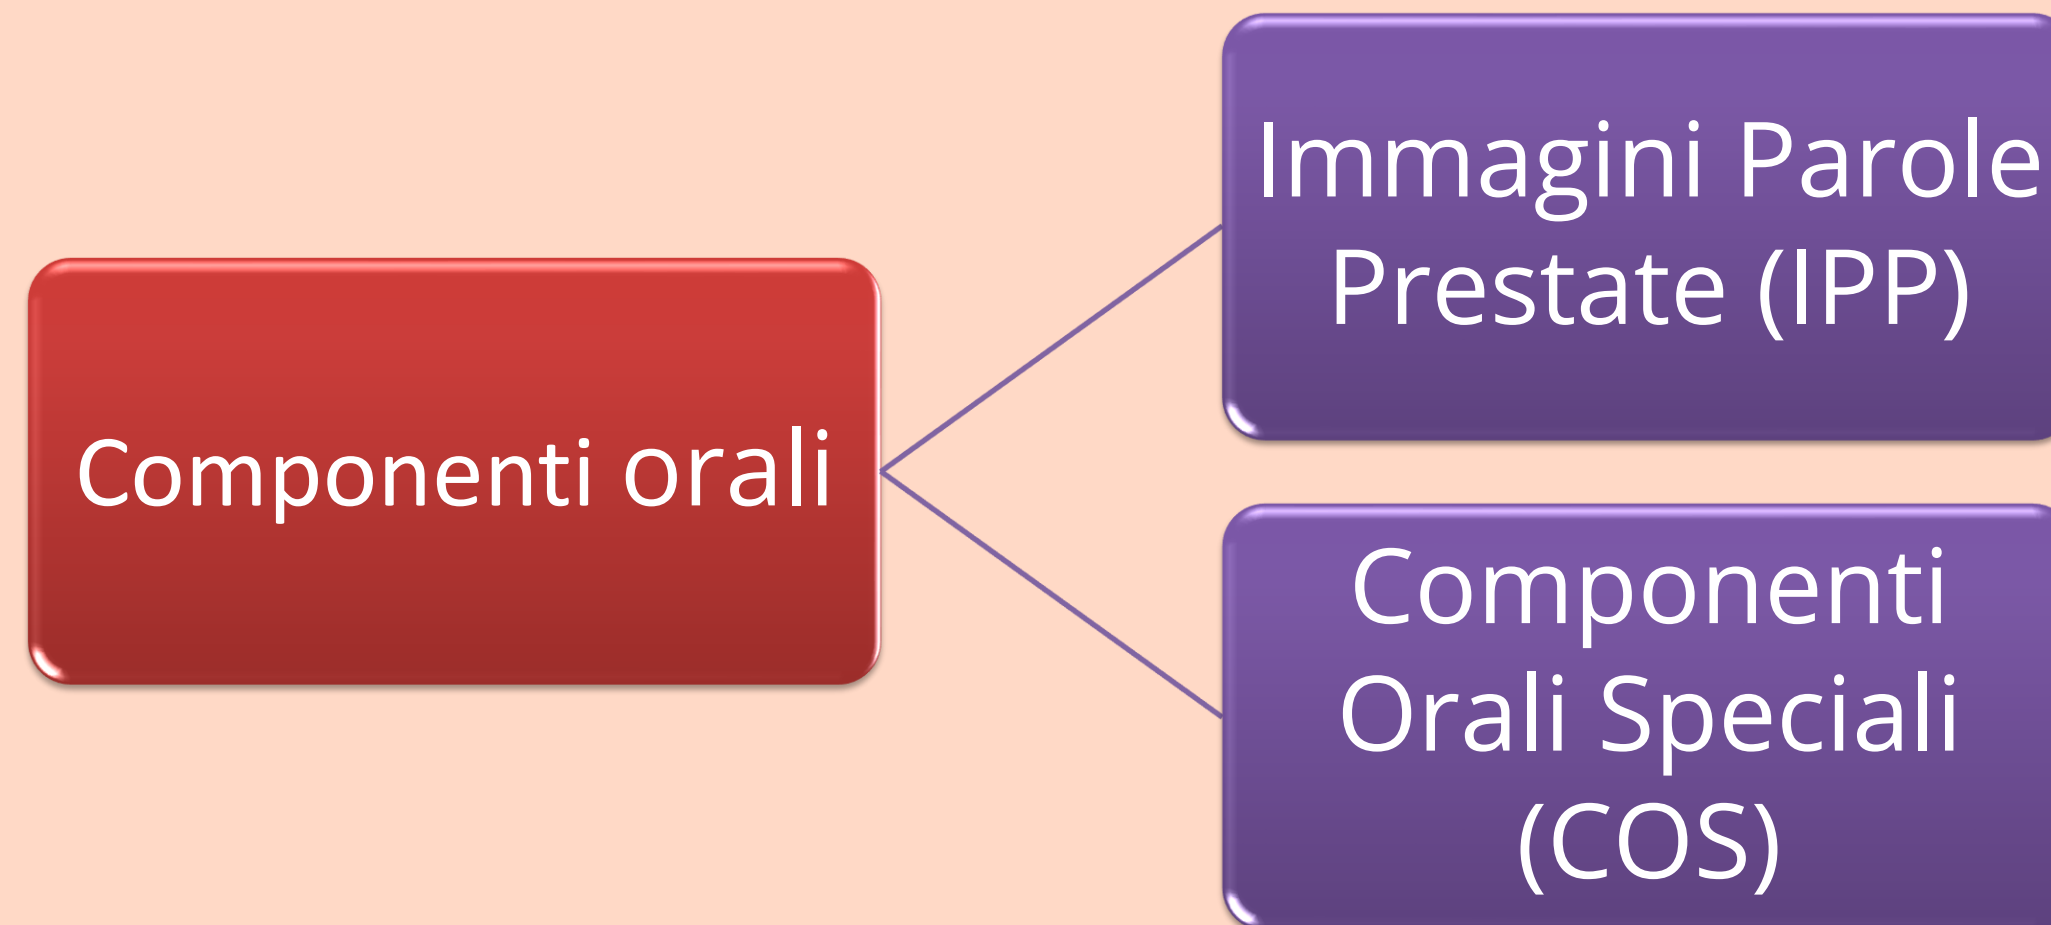 Componenti orali
Immagini Parole
Prestate (IPP)
Componenti
Orali Speciali
(COS)